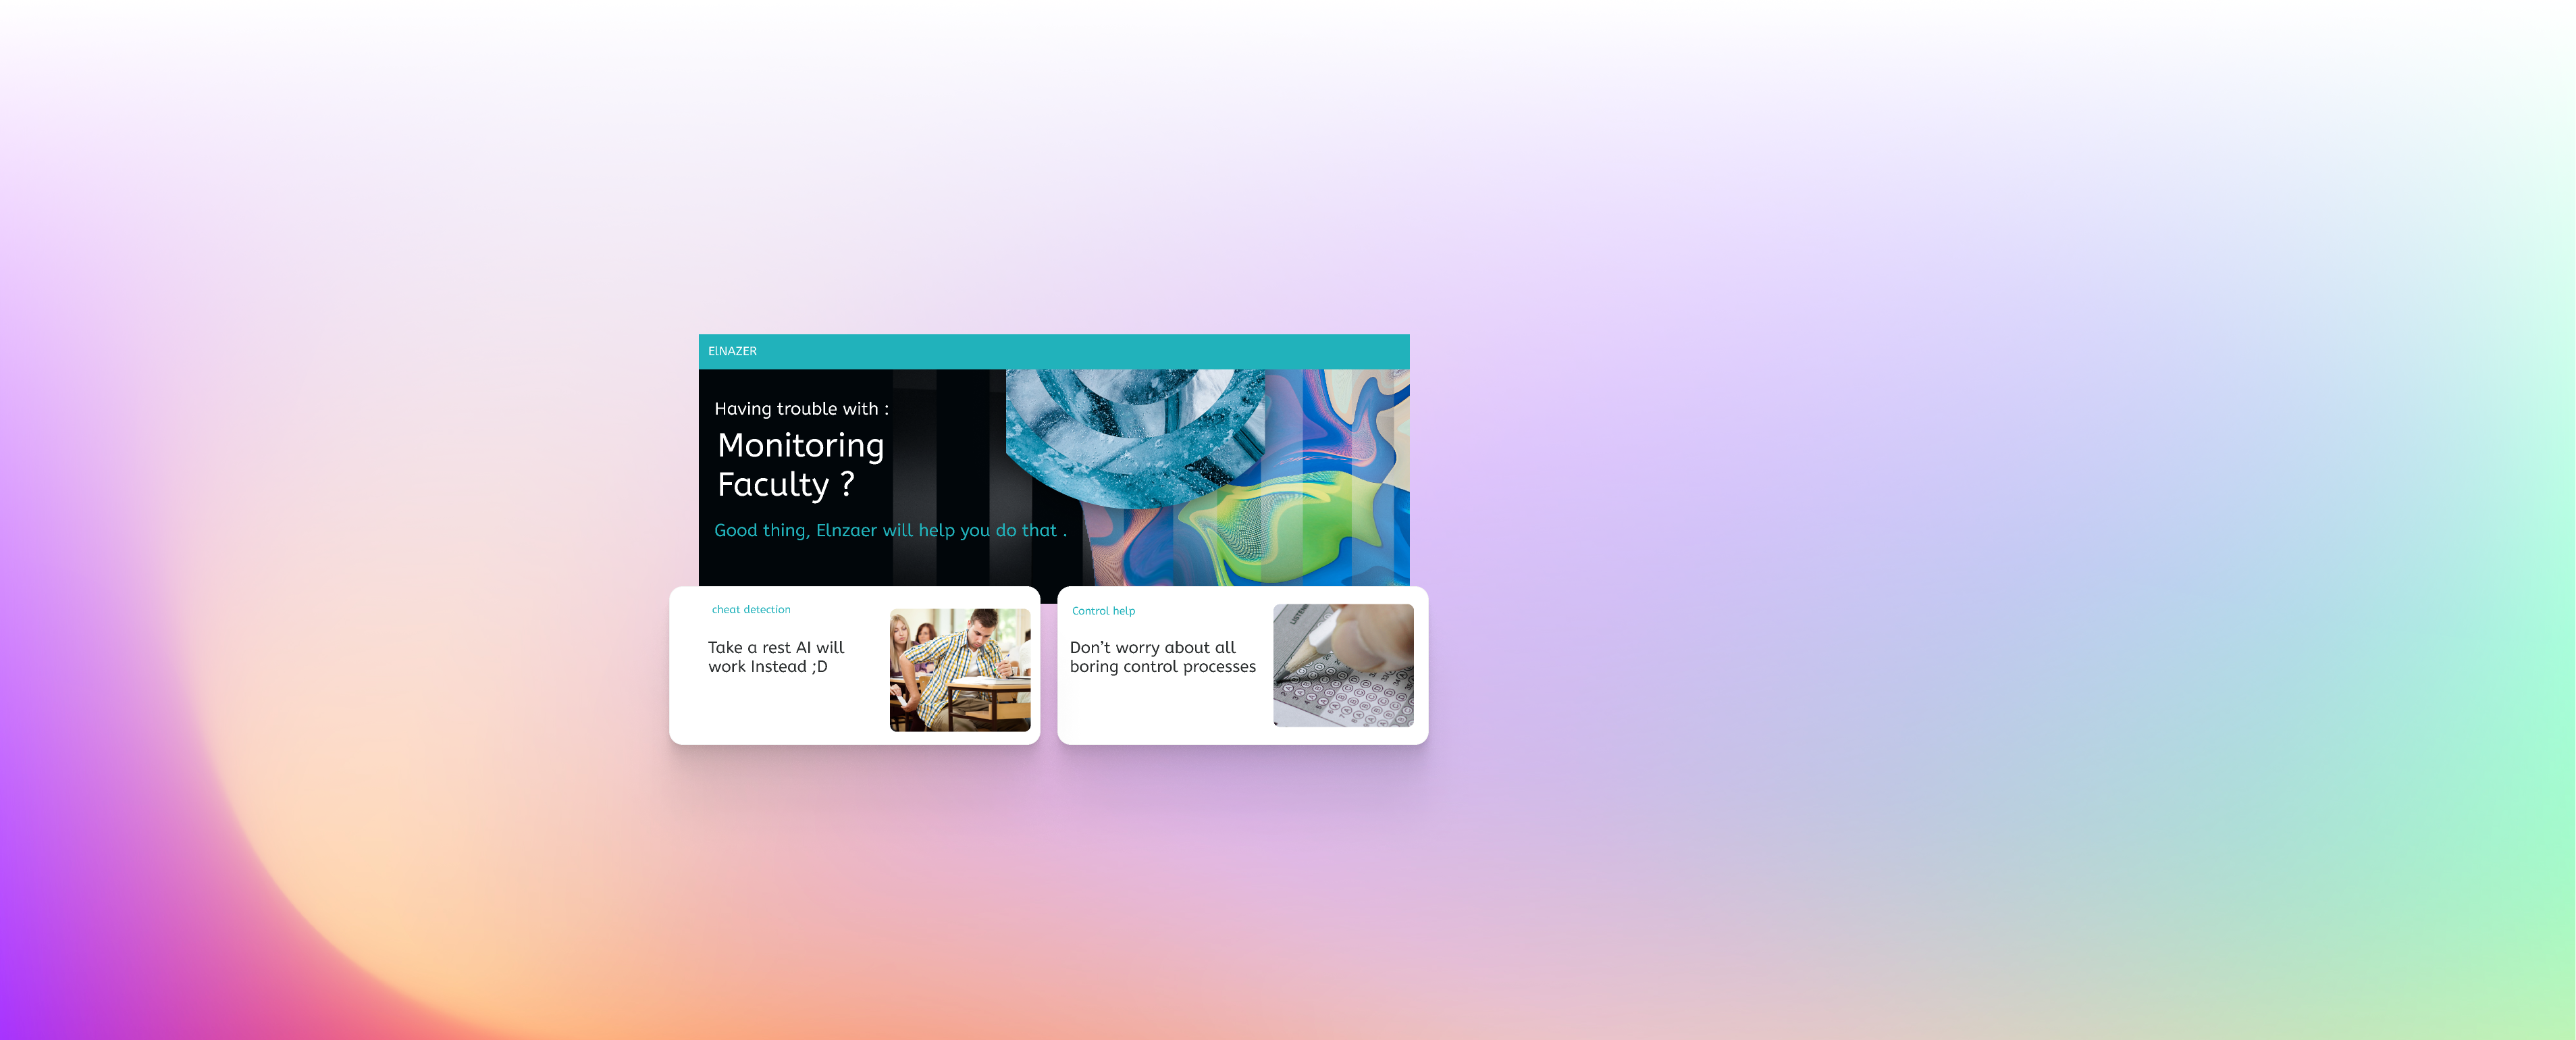 ElNAZER
Having trouble with :
Monitoring
Faculty ?
Good thing, Elnzaer will help you do that .
cheat detection
Take a rest AI will
work Instead ;D
Control help
Don't worry about all
boring control processes